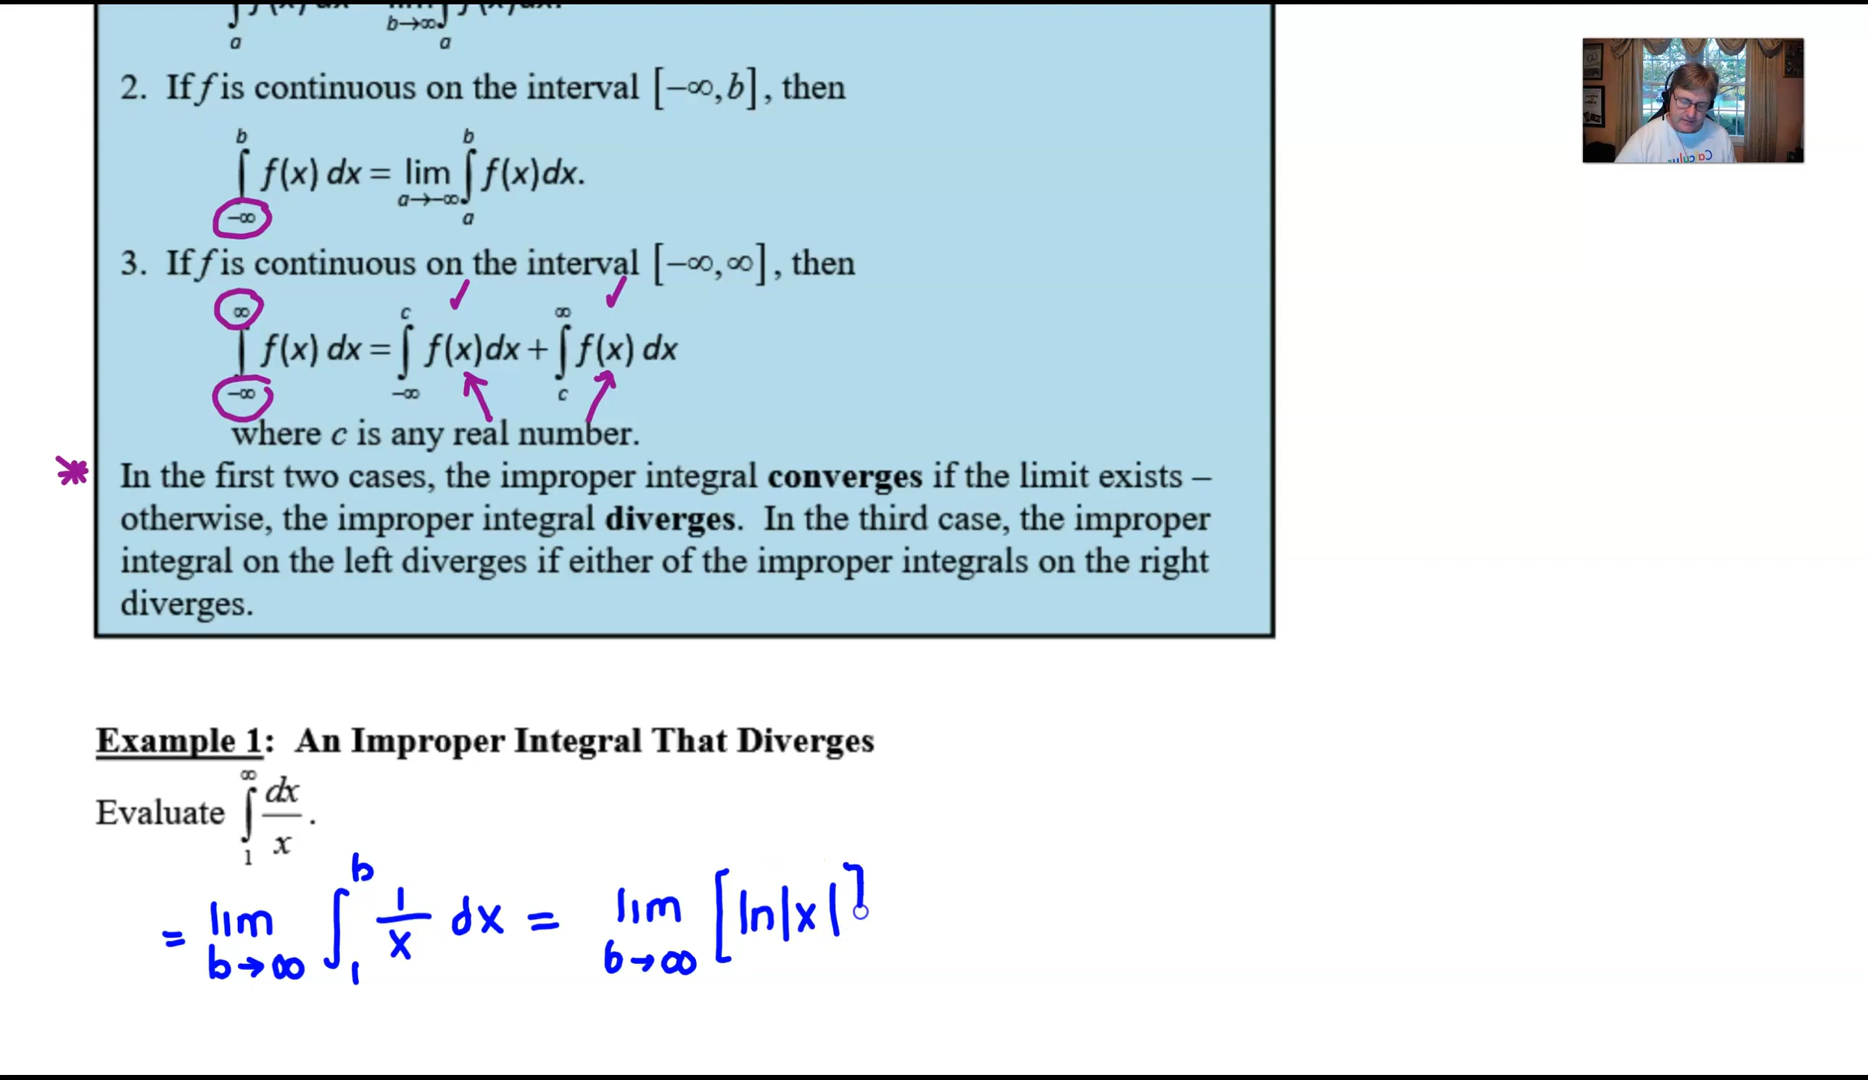 b→∞
a a
2. If f is continuous on the interval [−∞,b], then
∫_{−∞}^{b} f(x) dx = lim_{a→−∞} ∫_{a}^{b} f(x)dx.
3. If f is continuous on the interval [−∞,∞], then
∫_{−∞}^{∞} f(x) dx = ∫_{−∞}^{c} f(x)dx + ∫_{c}^{∞} f(x) dx
where c is any real number.
* In the first two cases, the improper integral converges if the limit exists –
otherwise, the improper integral diverges. In the third case, the improper
integral on the left diverges if either of the improper integrals on the right
diverges.
Example 1: An Improper Integral That Diverges
Evaluate ∫_{1}^{∞} dx/x .
= lim_{b→∞} ∫_{1}^{b} 1/x dx = lim_{b→∞} [ln|x|]